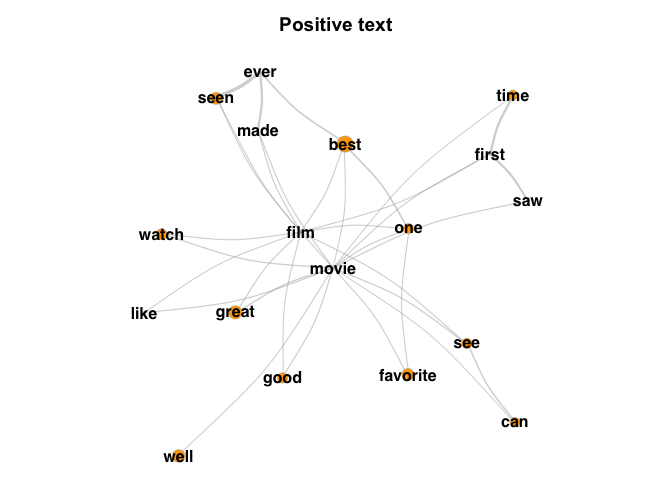 Positive text
ever
seen
time
made
best
first
saw
one
film
watch
movie
great
like
see
favorite
good
can
well